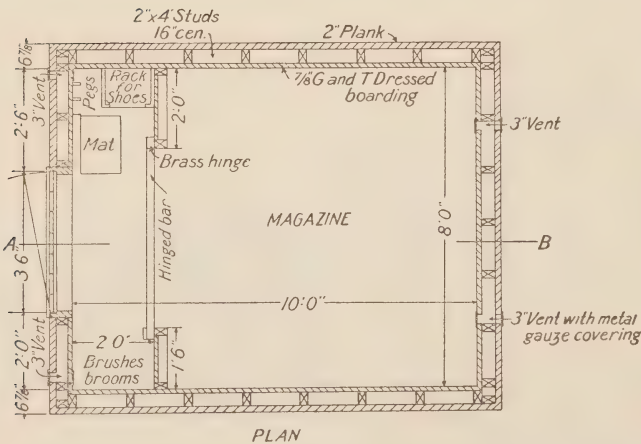 2"x4" Studs
16"cen.
2" Plank
6⅞"
3"Vent
Pegs
Rack
for
Shoes
2'0"
⅞"G and T Dressed
boarding
3"Vent
2'6"
Mat
Brass hinge
Hinged bar
MAGAZINE
8'0"
A
B
3'6"
10'0"
3"Vent with metal
gauze covering
2'0"
3"Vent
2'0"
Brushes
brooms
1'6"
6⅞"
PLAN